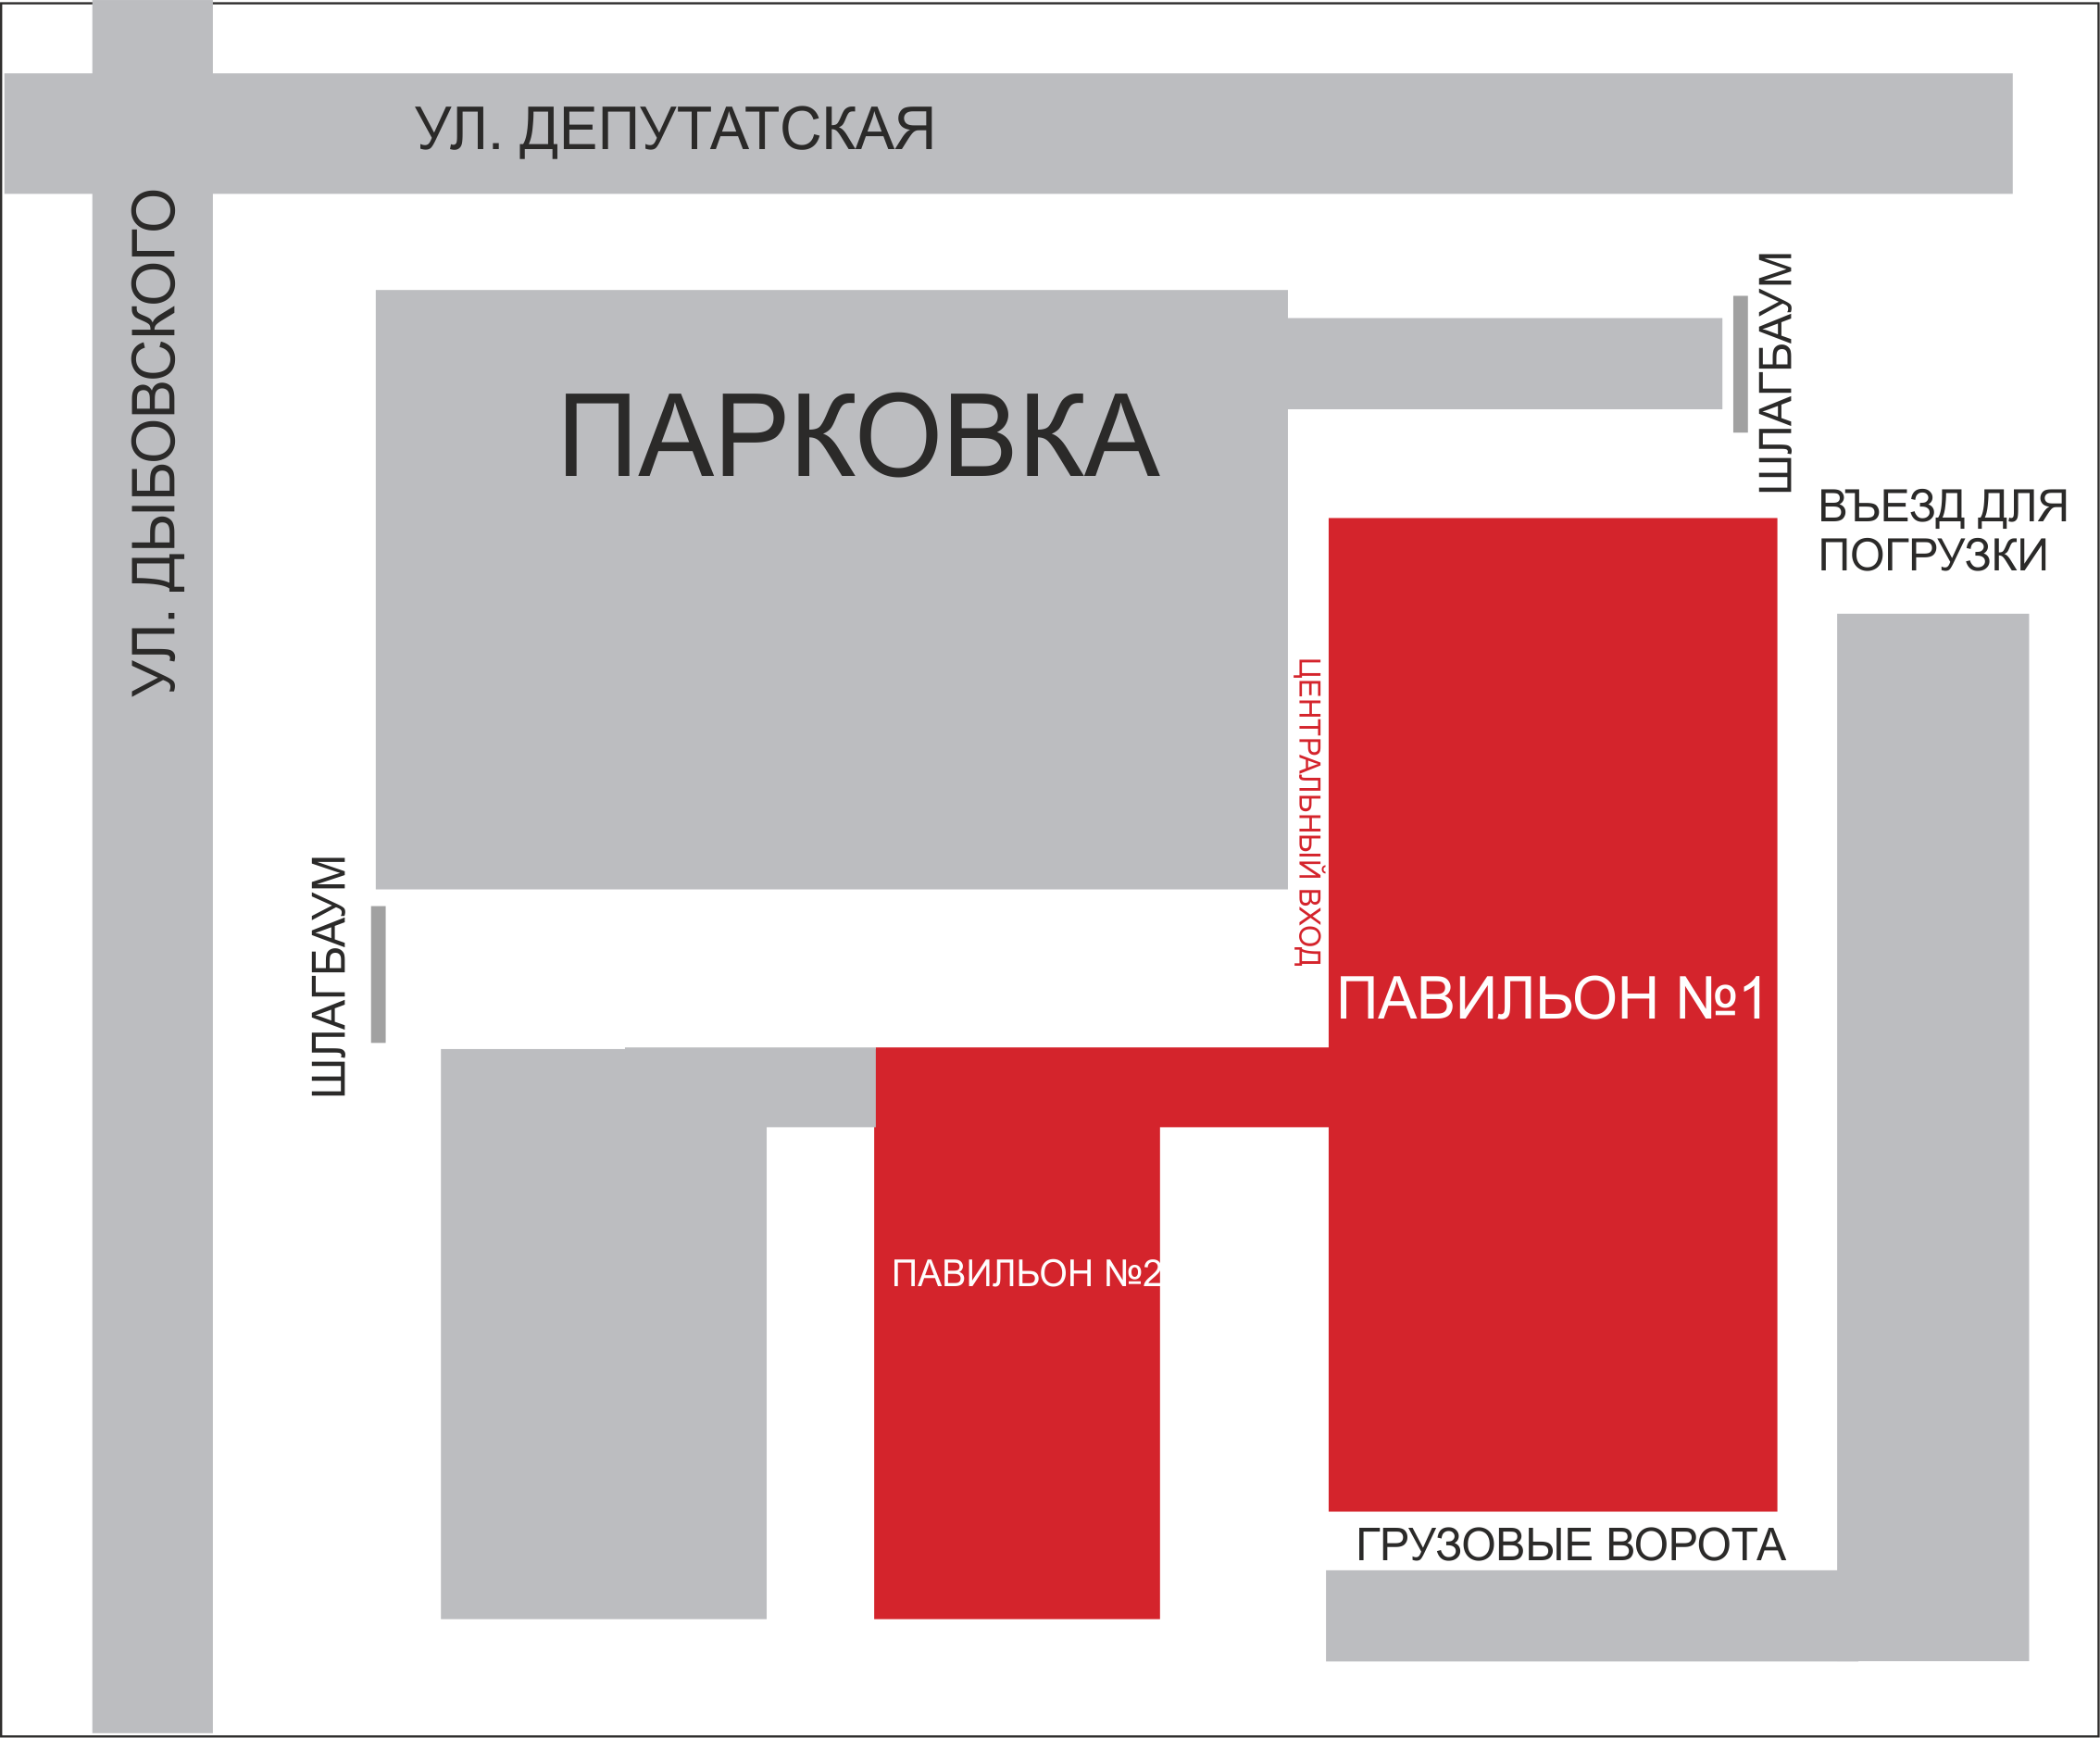 УЛ. ДЕПУТАТСКАЯ
УЛ. ДЫБОВСКОГО
ПАРКОВКА
ШЛАГБАУМ
ВЪЕЗД ДЛЯ
ПОГРУЗКИ
ЦЕНТРАЛЬНЫЙ ВХОД
ШЛАГБАУМ
ПАВИЛЬОН №1
ПАВИЛЬОН №2
ГРУЗОВЫЕ ВОРОТА